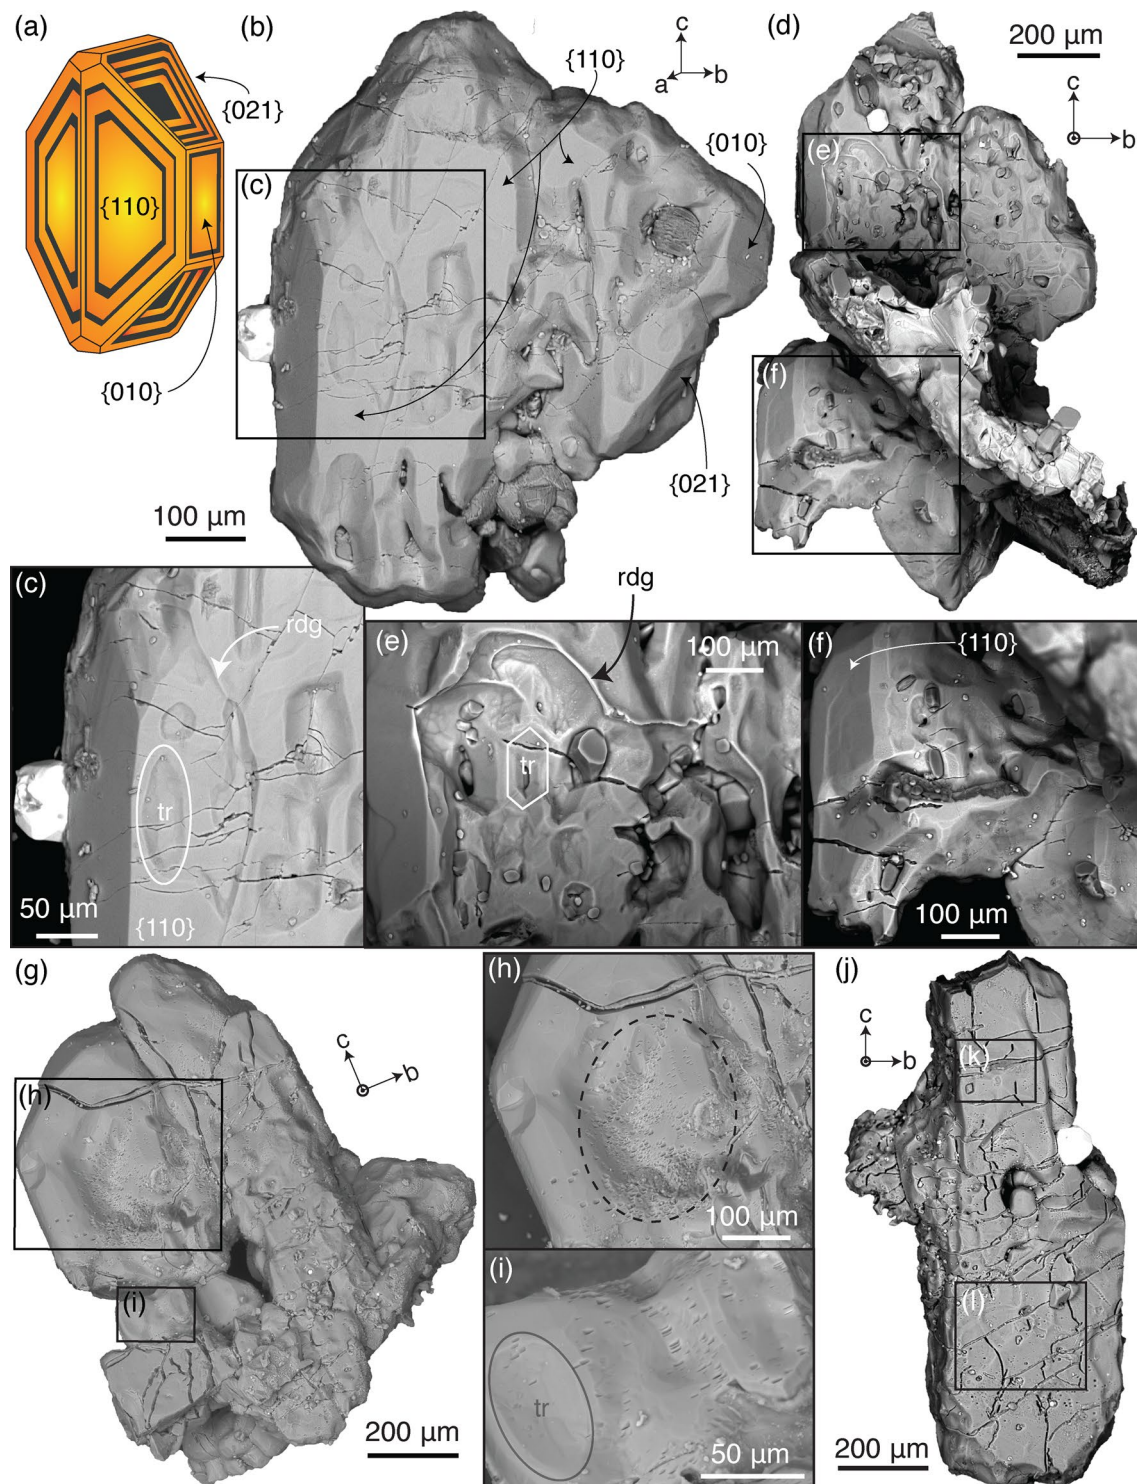 (a)
{021}
{110}
{010}
(b)
{110}
c
a
b
{010}
(c)
{021}
100 μm
(d)
200 μm
c
b
(e)
(f)
(c)
rdg
tr
50 μm
{110}
rdg
(e)
100 μm
tr
(f)
{110}
100 μm
(g)
c
b
(h)
(i)
200 μm
(h)
100 μm
(i)
tr
50 μm
(j)
c
b
(k)
(l)
200 μm